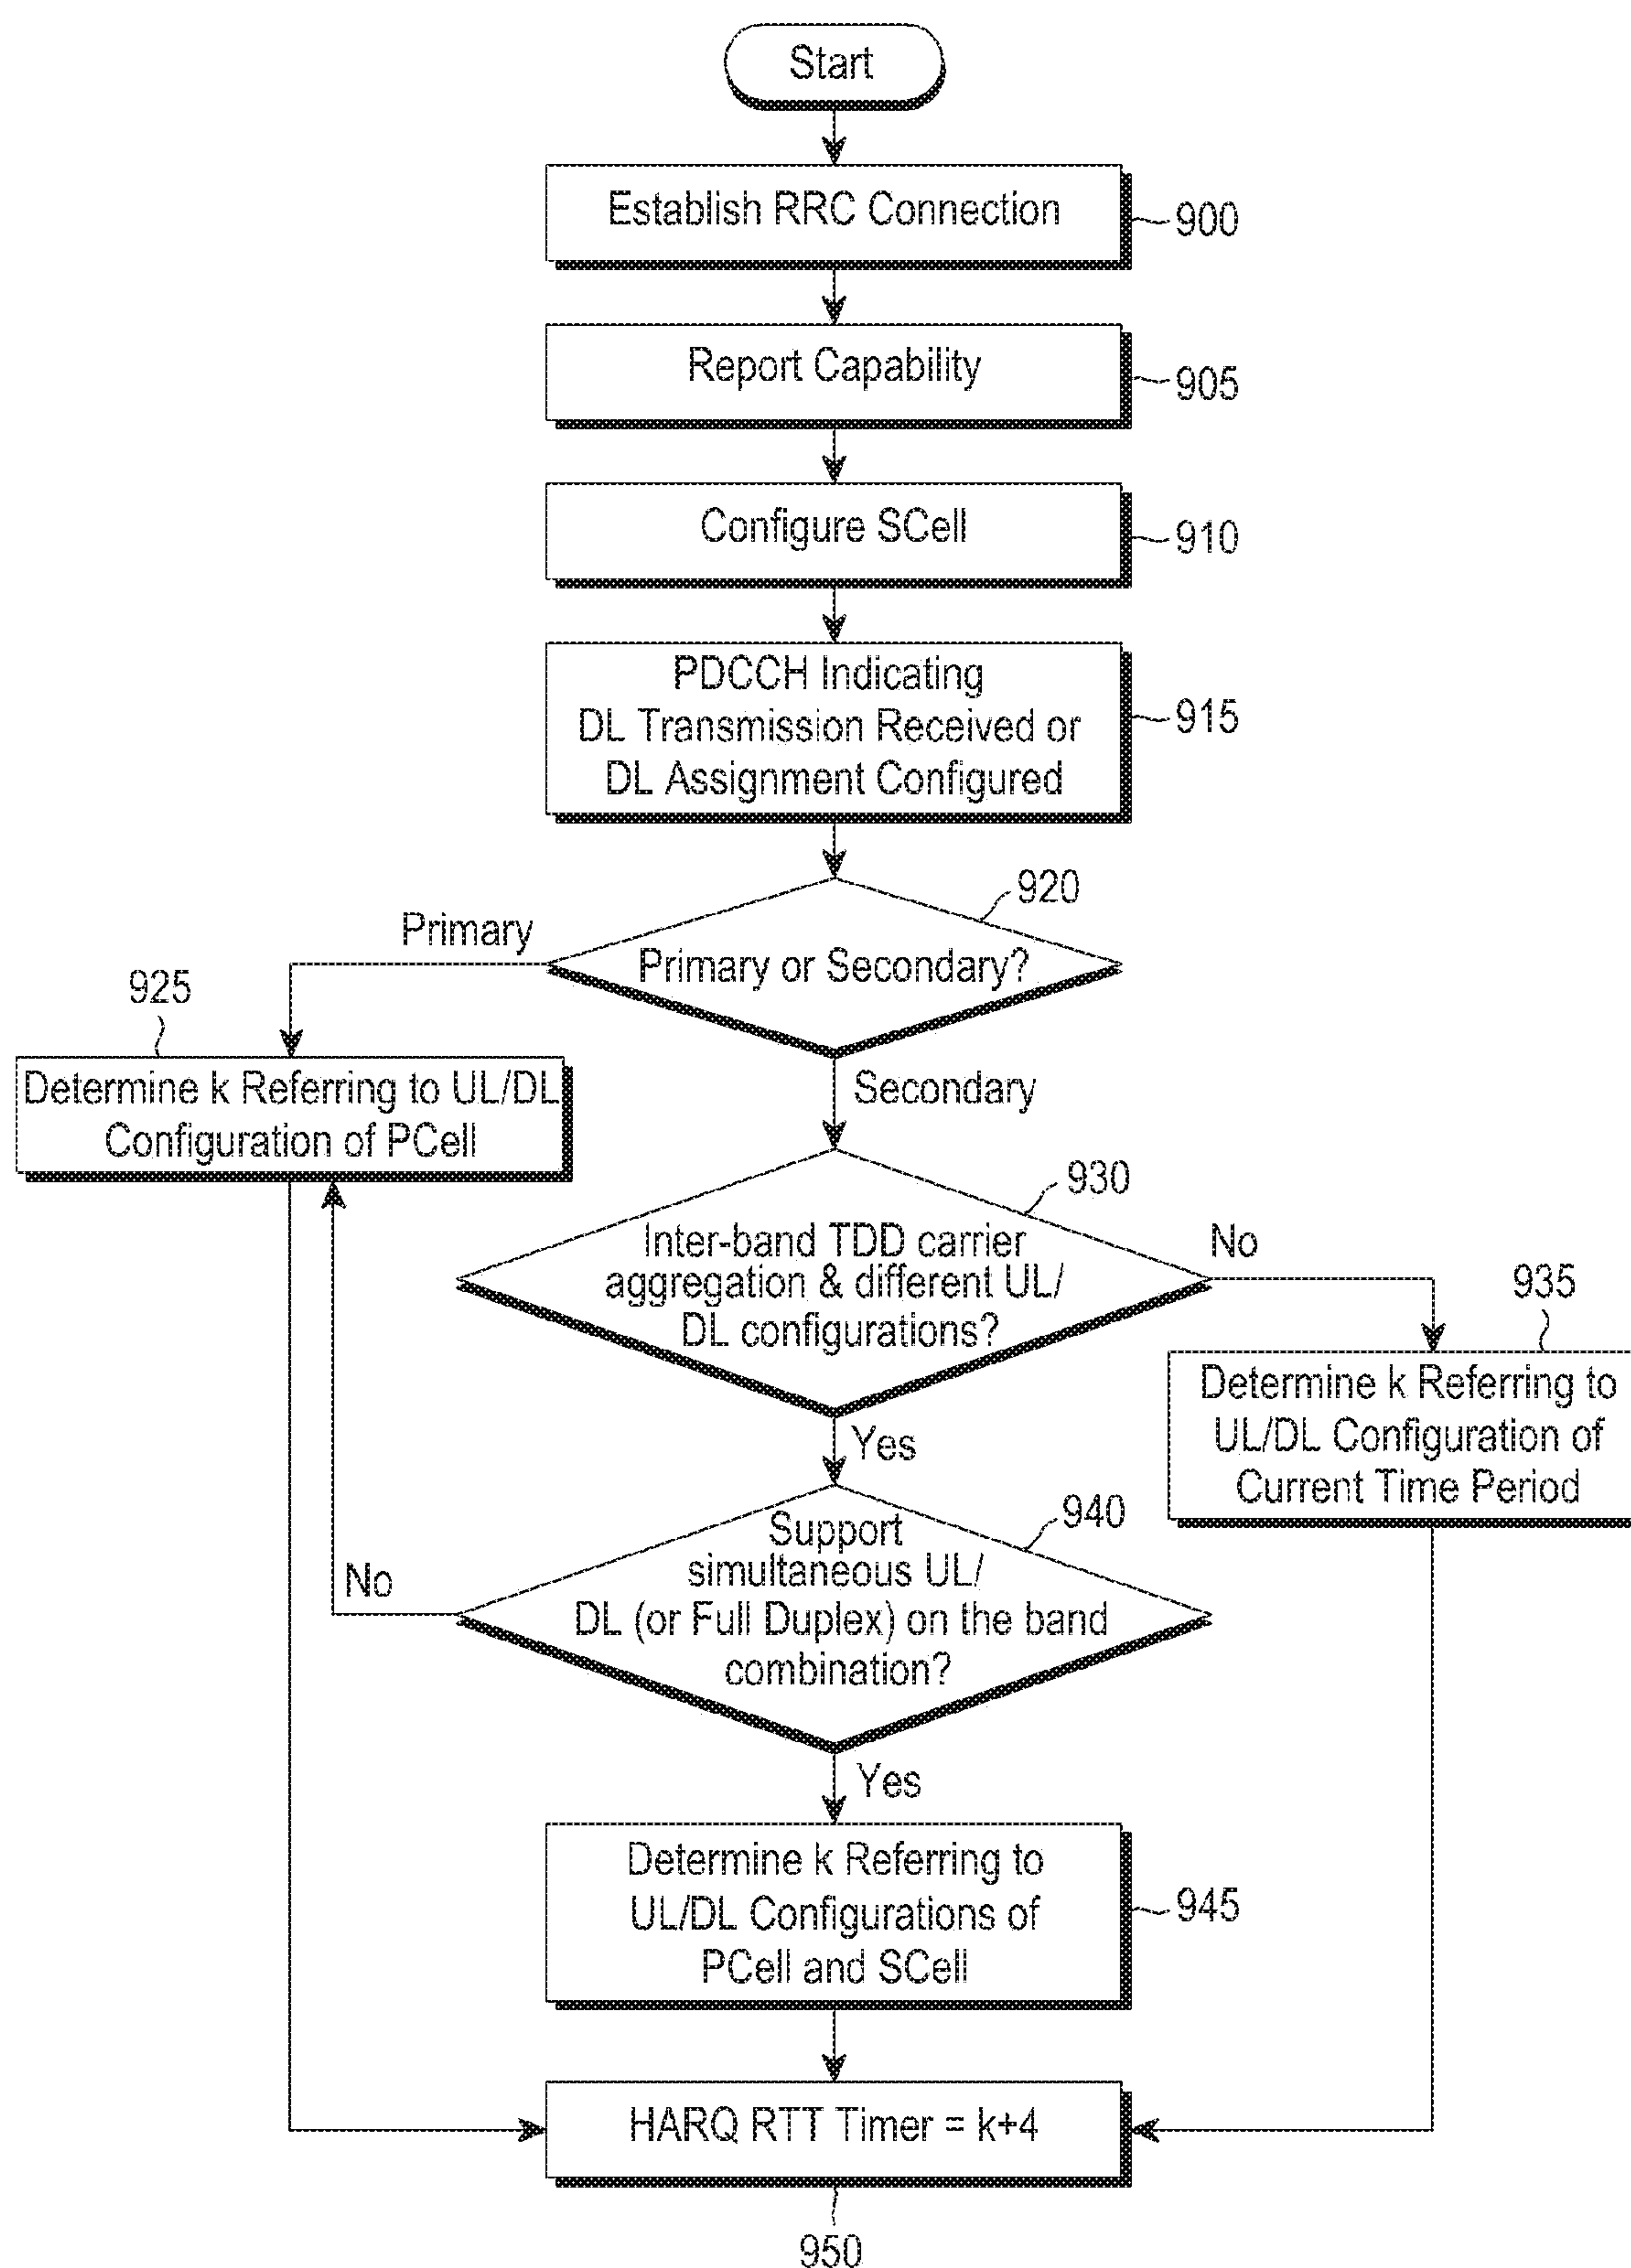 Start
Establish RRC Connection
900
Report Capability
905
Configure SCell
910
PDCCH Indicating
DL Transmission Received or
DL Assignment Configured
915
920
Primary
Primary or Secondary?
925
Secondary
Determine k Referring to UL/DL
Configuration of PCell
930
Inter-band TDD carrier
aggregation & different UL/
DL configurations?
No
935
Determine k Referring to
UL/DL Configuration of
Current Time Period
Yes
940
Support
simultaneous UL/
DL (or Full Duplex) on the band
combination?
No
Yes
Determine k Referring to
UL/DL Configurations of
PCell and SCell
945
HARQ RTT Timer = k+4
950